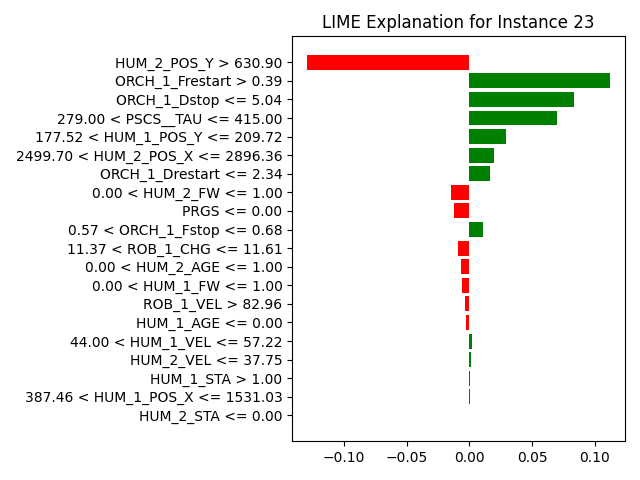 LIME Explanation for Instance 23
HUM_2_POS_Y > 630.90
ORCH_1_Frestart > 0.39
ORCH_1_Dstop <= 5.04
279.00 < PSCS__TAU <= 415.00
177.52 < HUM_1_POS_Y <= 209.72
2499.70 < HUM_2_POS_X <= 2896.36
ORCH_1_Drestart <= 2.34
0.00 < HUM_2_FW <= 1.00
PRGS <= 0.00
0.57 < ORCH_1_Fstop <= 0.68
11.37 < ROB_1_CHG <= 11.61
0.00 < HUM_2_AGE <= 1.00
0.00 < HUM_1_FW <= 1.00
ROB_1_VEL > 82.96
HUM_1_AGE <= 0.00
44.00 < HUM_1_VEL <= 57.22
HUM_2_VEL <= 37.75
HUM_1_STA > 1.00
387.46 < HUM_1_POS_X <= 1531.03
HUM_2_STA <= 0.00
−0.10 −0.05 0.00 0.05 0.10